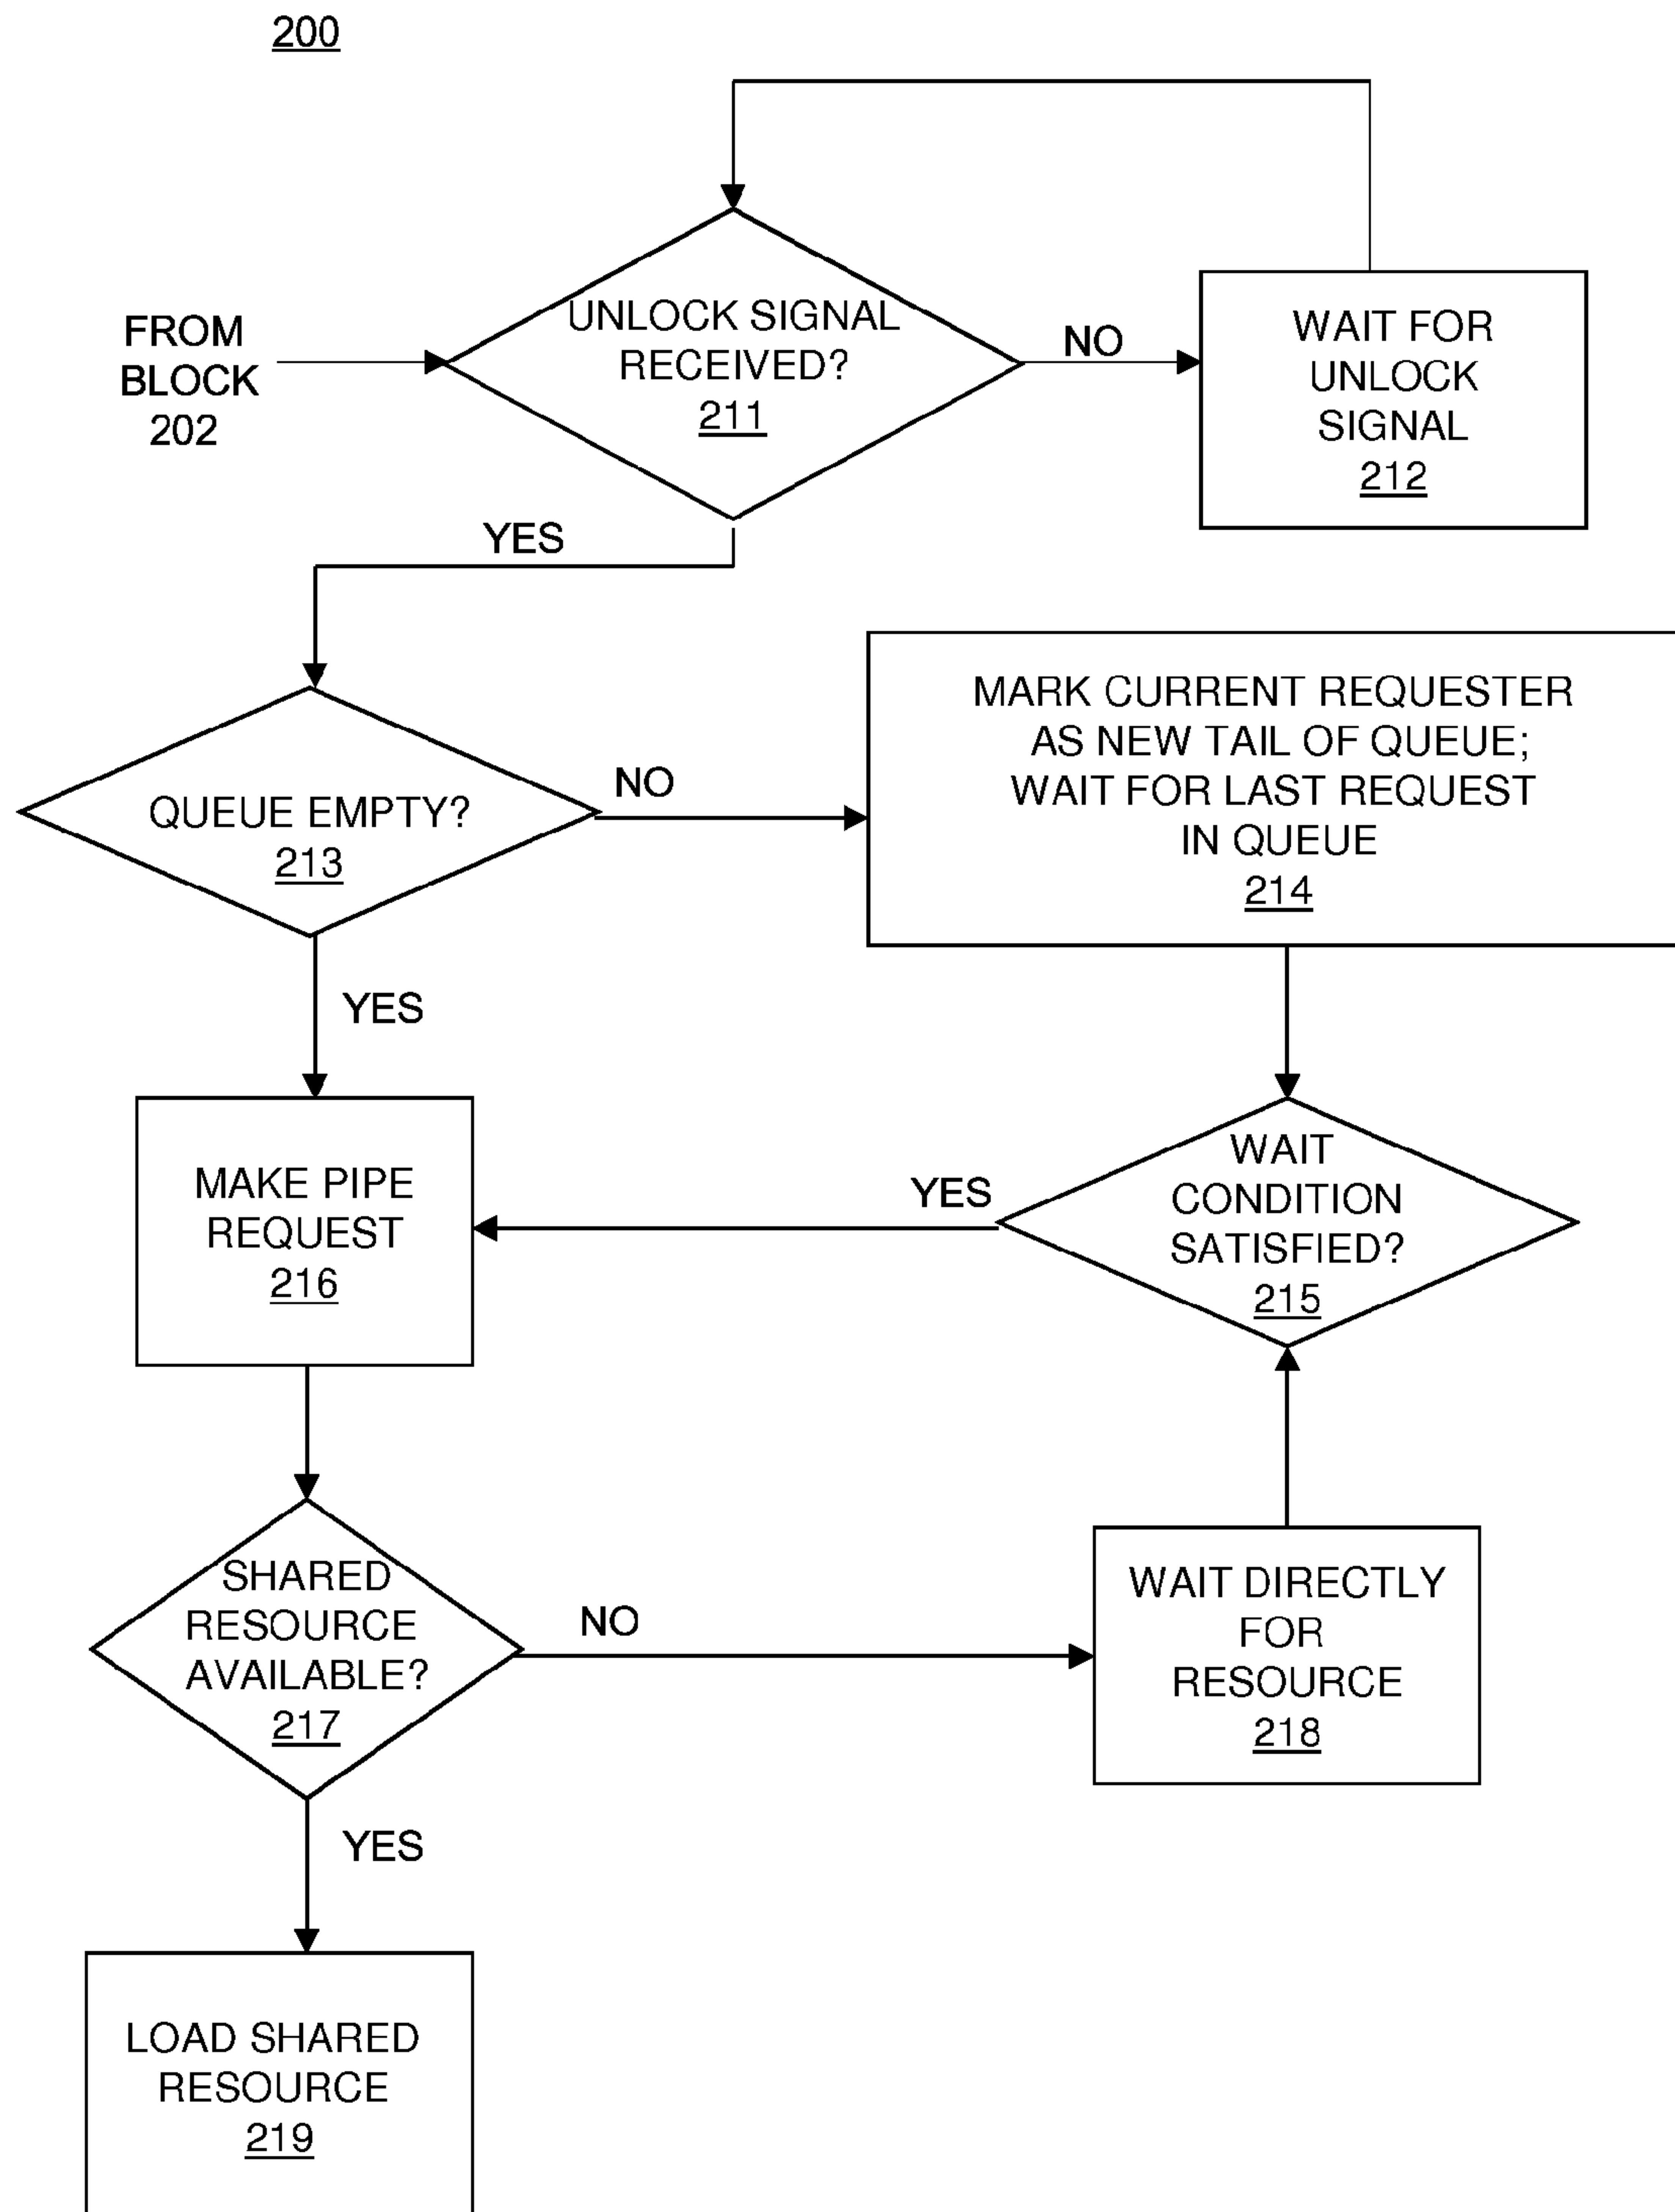 200
FROM
BLOCK
202
UNLOCK SIGNAL
RECEIVED?
211
NO
WAIT FOR
UNLOCK
SIGNAL
212
YES
QUEUE EMPTY?
213
NO
MARK CURRENT REQUESTER
AS NEW TAIL OF QUEUE;
WAIT FOR LAST REQUEST
IN QUEUE
214
YES
MAKE PIPE
REQUEST
216
YES
WAIT
CONDITION
SATISFIED?
215
SHARED
RESOURCE
AVAILABLE?
217
NO
WAIT DIRECTLY
FOR
RESOURCE
218
YES
LOAD SHARED
RESOURCE
219